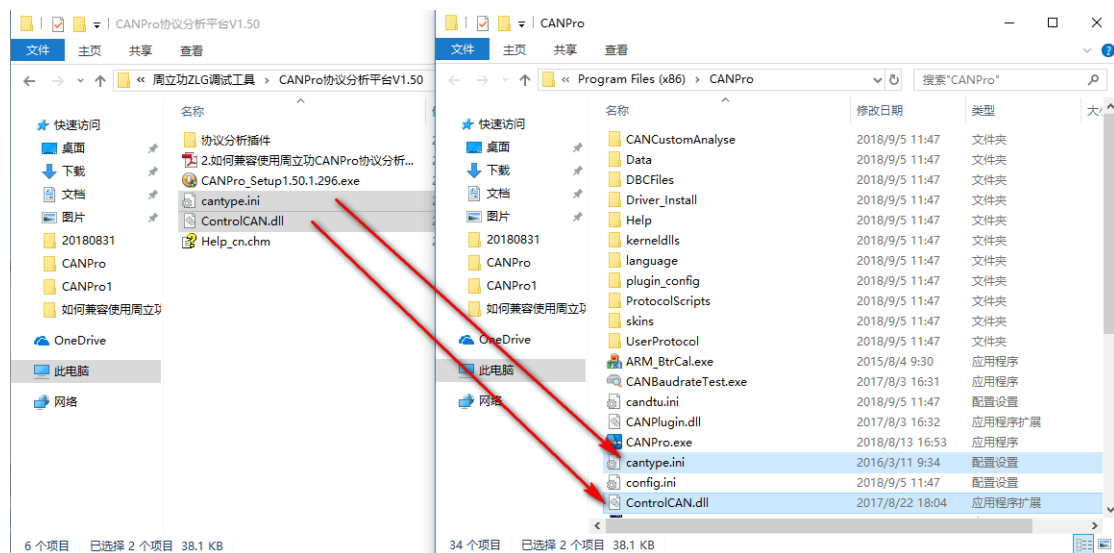 CANPro协议分析平台V1.50
文件 主页 共享 查看
« 周立功ZLG调试工具 › CANPro协议分析平台V1.50
名称
快速访问
桌面
下载
文档
图片
20180831
CANPro
CANPro1
如何兼容使用周立功
OneDrive
此电脑
网络
协议分析插件
2.如何兼容使用周立功CANPro协议分析...
CANPro_Setup1.50.1.296.exe
cantype.ini
ControlCAN.dll
Help_cn.chm
6 个项目 已选择 2 个项目 38.1 KB
CANPro
文件 主页 共享 查看
« Program Files (x86) › CANPro
搜索"CANPro"
名称 修改日期 类型
快速访问
桌面
下载
文档
图片
20180831
CANPro
CANPro1
如何兼容使用周立功
OneDrive
此电脑
网络
CANCustomAnalyse 2018/9/5 11:47 文件夹
Data 2018/9/5 11:47 文件夹
DBCFiles 2018/9/5 11:47 文件夹
Driver_Install 2018/9/5 11:47 文件夹
Help 2018/9/5 11:47 文件夹
kerneldlls 2018/9/5 11:47 文件夹
language 2018/9/5 11:47 文件夹
plugin_config 2018/9/5 11:47 文件夹
ProtocolScripts 2018/9/5 11:47 文件夹
skins 2018/9/5 11:47 文件夹
UserProtocol 2018/9/5 11:47 文件夹
ARM_BtrCal.exe 2015/8/4 9:30 应用程序
CANBaudrateTest.exe 2017/8/3 16:31 应用程序
candtu.ini 2018/9/5 11:47 配置设置
CANPlugin.dll 2017/8/3 16:32 应用程序扩展
CANPro.exe 2018/8/13 16:53 应用程序
cantype.ini 2016/3/11 9:34 配置设置
config.ini 2018/9/5 11:47 配置设置
ControlCAN.dll 2017/8/22 18:04 应用程序扩展
34 个项目 已选择 2 个项目 38.1 KB